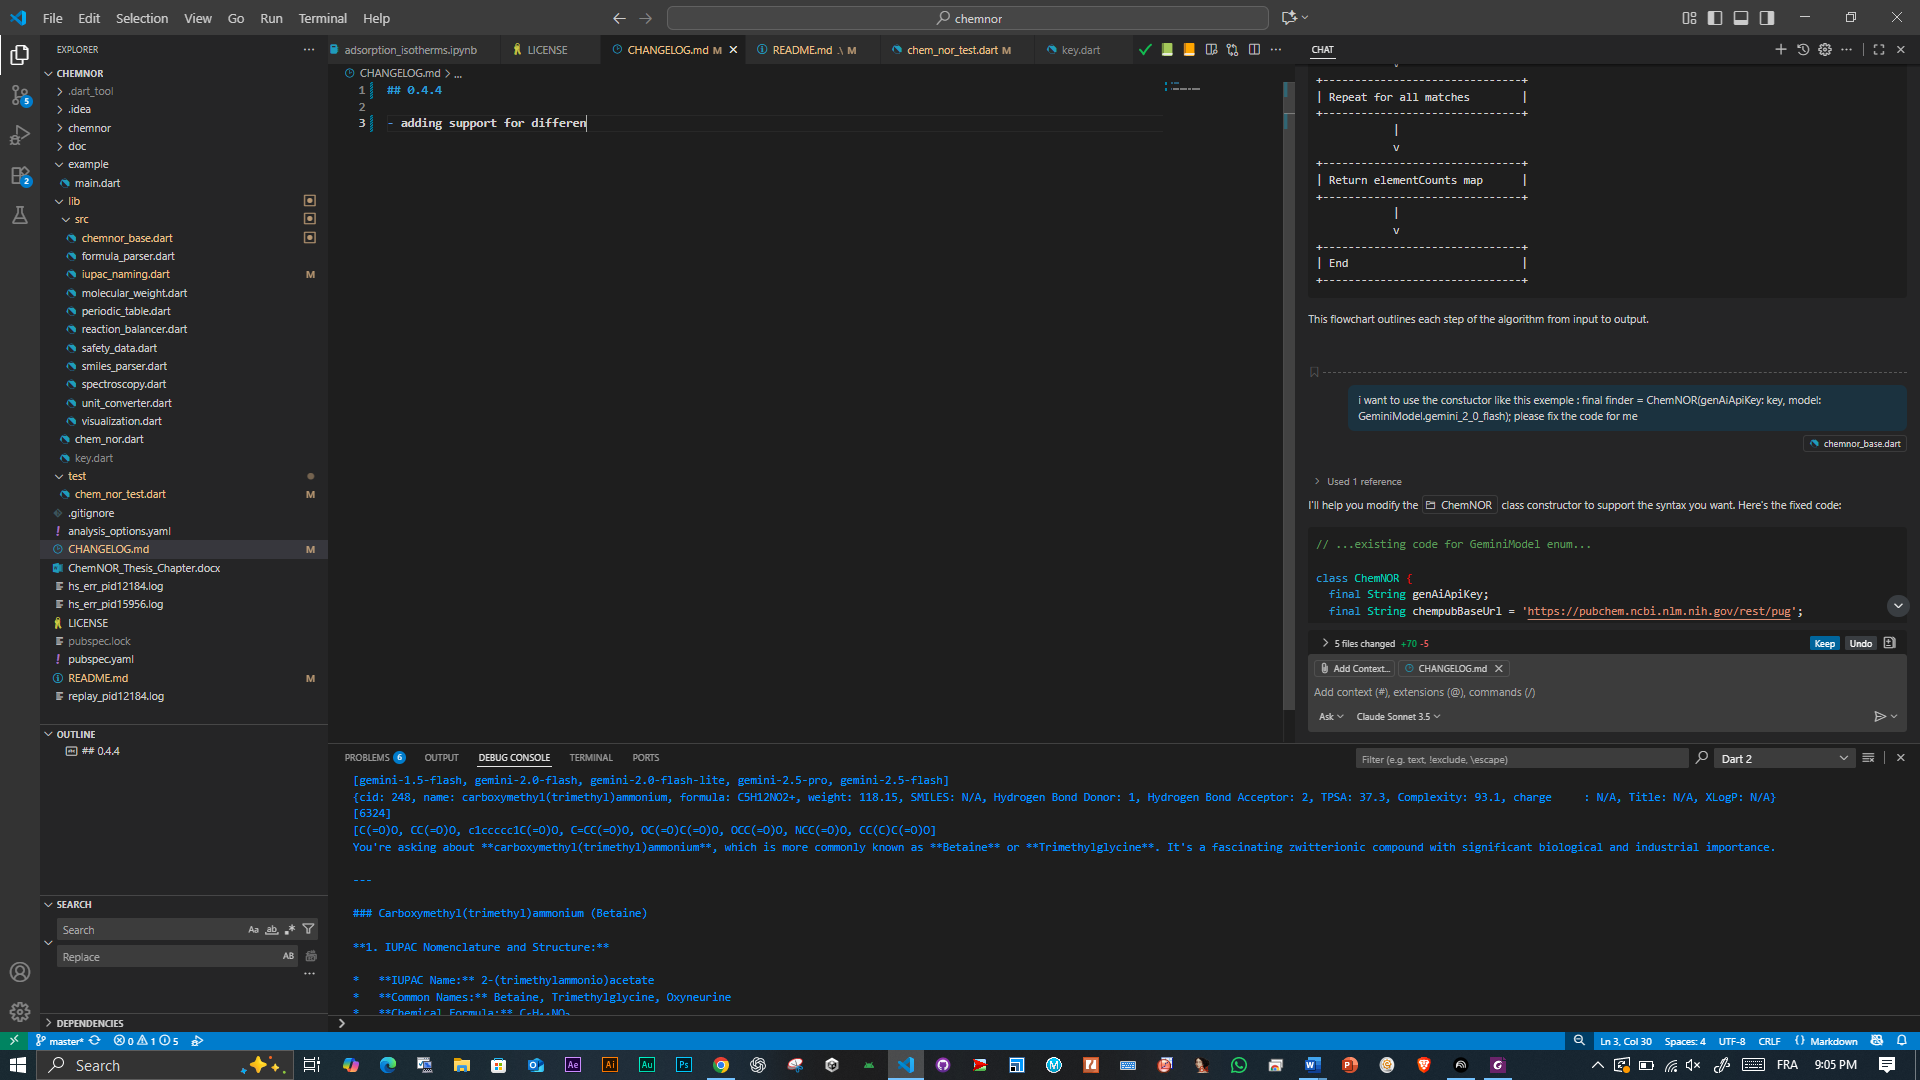 File Edit Selection View Go Run Terminal Help
chemnor
EXPLORER
CHEMNOR
.dart_tool
.idea
chemnor
doc
example
main.dart
lib
src
chemnor_base.dart
formula_parser.dart
iupac_naming.dart M
molecular_weight.dart
periodic_table.dart
reaction_balancer.dart
safety_data.dart
smiles_parser.dart
spectroscopy.dart
unit_converter.dart
visualization.dart
chem_nor.dart
key.dart
test
chem_nor_test.dart M
.gitignore
analysis_options.yaml
CHANGELOG.md M
ChemNOR_Thesis_Chapter.docx
hs_err_pid12184.log
hs_err_pid15956.log
LICENSE
pubspec.lock
pubspec.yaml
README.md M
replay_pid12184.log
OUTLINE
## 0.4.4
SEARCH
Search
Replace
DEPENDENCIES
adsorption_isotherms.ipynb LICENSE CHANGELOG.md M README.md .\ M chem_nor_test.dart M key.dart
CHANGELOG.md > ...
1 ## 0.4.4
2
3 - adding support for differen
CHAT
v
+-------------------------------+
| Repeat for all matches |
+-------------------------------+
|
v
+-------------------------------+
| Return elementCounts map |
+-------------------------------+
|
v
+-------------------------------+
| End |
+-------------------------------+
This flowchart outlines each step of the algorithm from input to output.
i want to use the constuctor like this exemple : final finder = ChemNOR(genAiApiKey: key, model:
GeminiModel.gemini_2_0_flash); please fix the code for me
chemnor_base.dart
Used 1 reference
I'll help you modify the ChemNOR class constructor to support the syntax you want. Here's the fixed code:
// ...existing code for GeminiModel enum...
class ChemNOR {
final String genAiApiKey;
final String chempubBaseUrl = 'https://pubchem.ncbi.nlm.nih.gov/rest/pug';
5 files changed +70 -5 Keep Undo
Add Context... CHANGELOG.md
Add context (#), extensions (@), commands (/)
Ask Claude Sonnet 3.5
PROBLEMS 6 OUTPUT DEBUG CONSOLE TERMINAL PORTS
Filter (e.g. text, !exclude, \escape) Dart 2
[gemini-1.5-flash, gemini-2.0-flash, gemini-2.0-flash-lite, gemini-2.5-pro, gemini-2.5-flash]
{cid: 248, name: carboxymethyl(trimethyl)ammonium, formula: C5H12NO2+, weight: 118.15, SMILES: N/A, Hydrogen Bond Donor: 1, Hydrogen Bond Acceptor: 2, TPSA: 37.3, Complexity: 93.1, charge : N/A, Title: N/A, XLogP: N/A}
[6324]
[C(=O)O, CC(=O)O, c1ccccc1C(=O)O, C=CC(=O)O, OC(=O)C(=O)O, OCC(=O)O, NCC(=O)O, CC(C)C(=O)O]
You're asking about **carboxymethyl(trimethyl)ammonium**, which is more commonly known as **Betaine** or **Trimethylglycine**. It's a fascinating zwitterionic compound with significant biological and industrial importance.
---
### Carboxymethyl(trimethyl)ammonium (Betaine)
**1. IUPAC Nomenclature and Structure:**
* **IUPAC Name:** 2-(trimethylammonio)acetate
* **Common Names:** Betaine, Trimethylglycine, Oxyneurine
* **Chemical Formula:** C₅H₁₁NO₂
master* 0 1 5
Ln 3, Col 30 Spaces: 4 UTF-8 CRLF {} Markdown
Search
FRA 9:05 PM